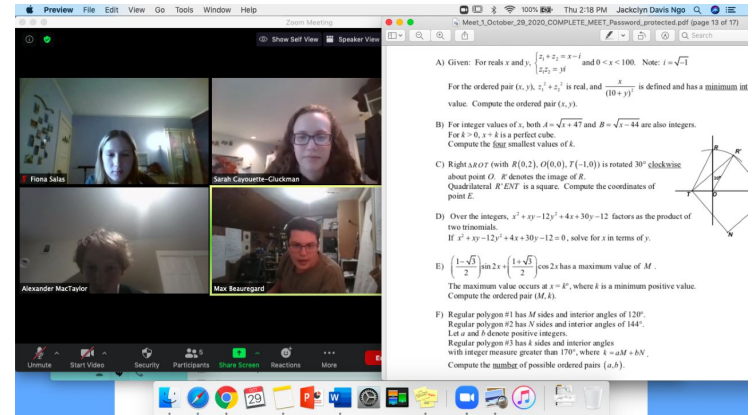 Preview File Edit View Go Tools Window Help
100% Thu 2:18 PM Jackclyn Davis Ngo
Zoom Meeting
Meet_1_October_29_2020_COMPLETE_MEET_Password_protected.pdf (page 13 of 17)
Show Self View Speaker View
Search
Fiona Salas
Sarah Cayouette-Gluckman
Alexander MacTaylor
Max Beauregard
Unmute Start Video Security Participants 5 Share Screen Reactions More
A) Given: For reals x and y, { z₁ + z₂ = x − i
z₁z₂ = yi and 0 < x < 100. Note: i = √−1
For the ordered pair (x, y), z₁² + z₂² is real, and x/(10 + y)² is defined and has a minimum int
value. Compute the ordered pair (x, y).
B) For integer values of x, both A = √x + 47 and B = √x − 44 are also integers.
For k > 0, x + k is a perfect cube.
Compute the four smallest values of k.
C) Right ΔROT (with R(0,2), O(0,0), T(−1,0)) is rotated 30° clockwise
about point O. R′ denotes the image of R.
Quadrilateral R′ENT is a square. Compute the coordinates of
point E.
R R′
30°
T O
N
D) Over the integers, x² + xy − 12y² + 4x + 30y − 12 factors as the product of
two trinomials.
If x² + xy − 12y² + 4x + 30y − 12 = 0, solve for x in terms of y.
E) ((1 − √3)/2) sin 2x + ((1 + √3)/2) cos 2x has a maximum value of M .
The maximum value occurs at x = k°, where k is a minimum positive value.
Compute the ordered pair (M, k).
F) Regular polygon #1 has M sides and interior angles of 120°.
Regular polygon #2 has N sides and interior angles of 144°.
Let a and b denote positive integers.
Regular polygon #3 has k sides and interior angles
with integer measure greater than 170°, where k = aM + bN .
Compute the number of possible ordered pairs (a,b).
OCT
29